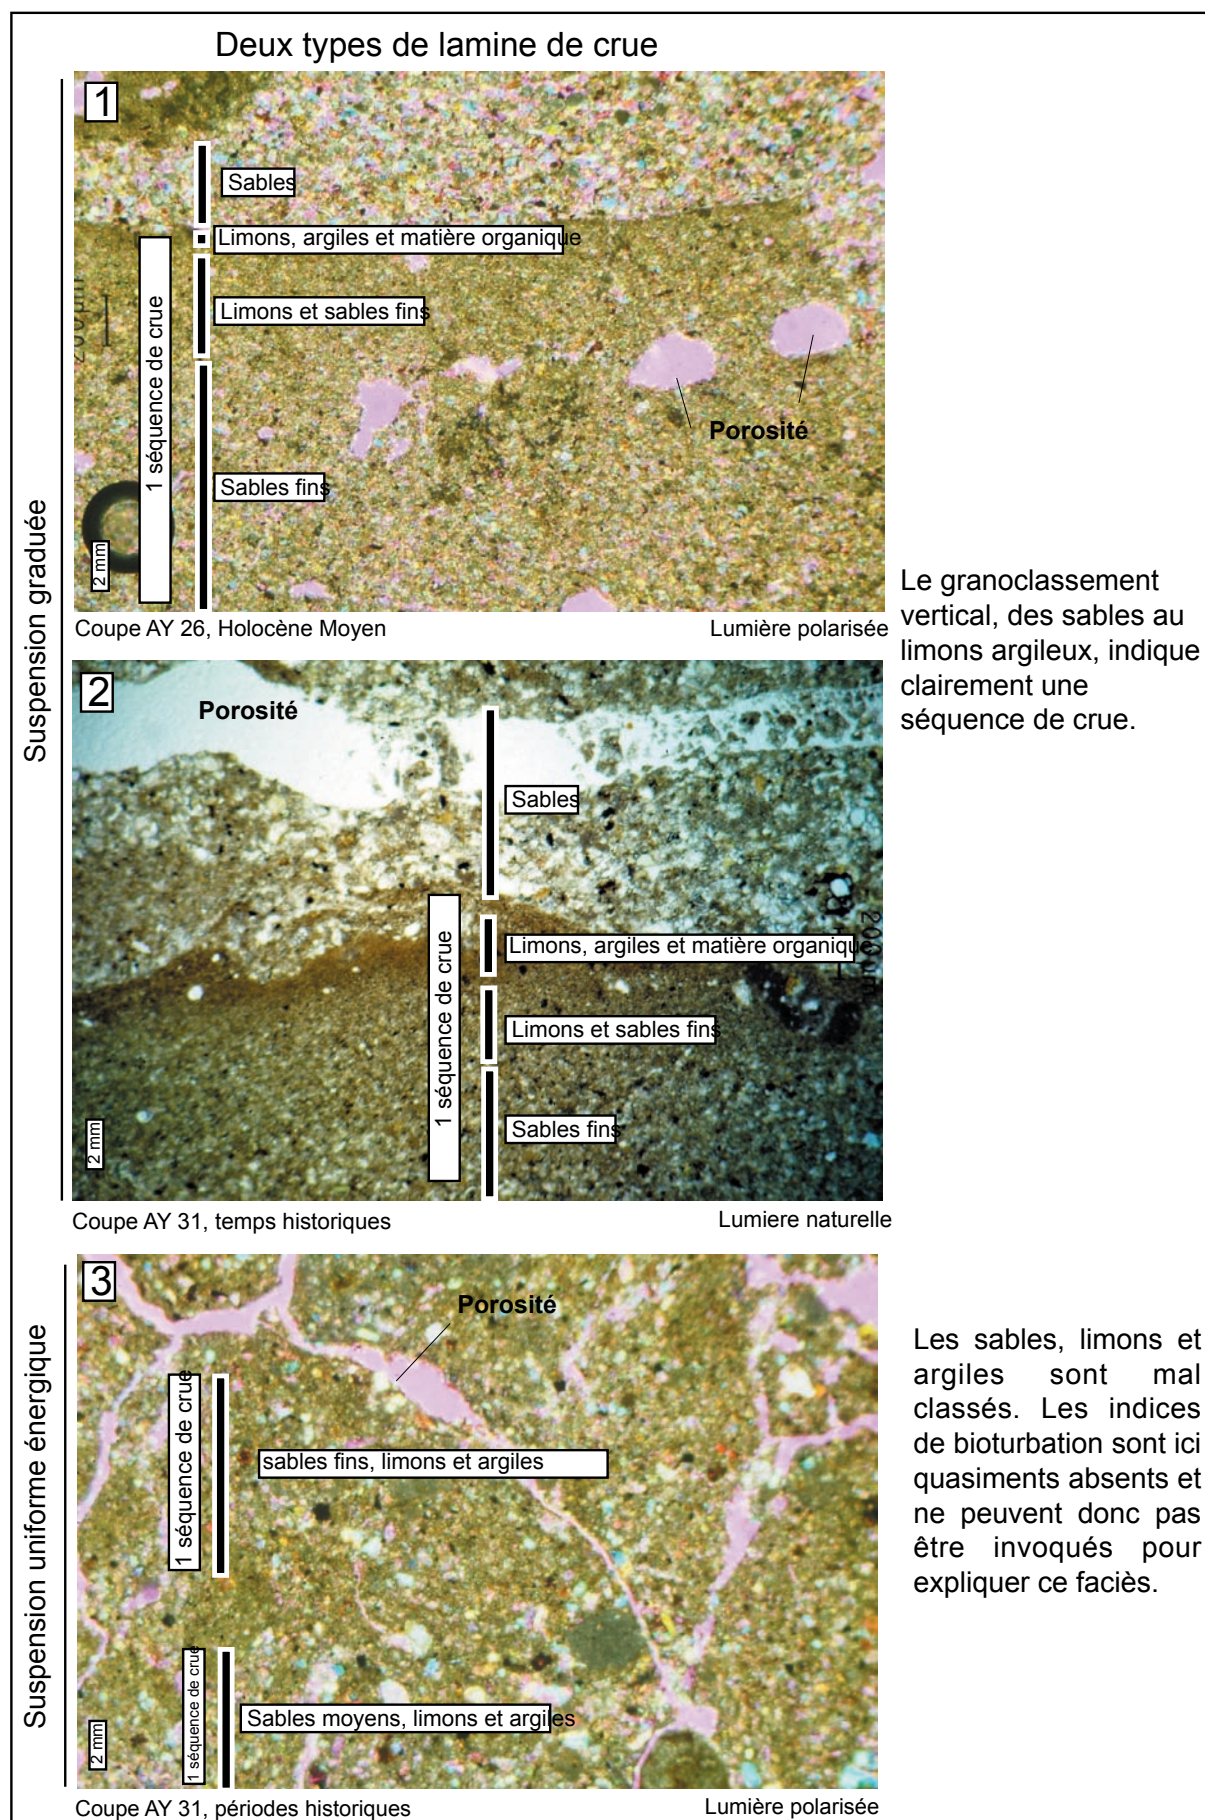 Deux types de lamine de crue
Suspension graduée
1
Sables
Limons, argiles et matière organique
Limons et sables fins
1 séquence de crue
200µm
Porosité
Sables fins
2 mm
Coupe AY 26, Holocène Moyen
Lumière polarisée
Le granoclassement
vertical, des sables au
limons argileux, indique
clairement une
séquence de crue.
2
Porosité
Sables
Limons, argiles et matière organique
200µm
1 séquence de crue
Limons et sables fins
Sables fins
2 mm
Coupe AY 31, temps historiques
Lumiere naturelle
Suspension uniforme énergique
3
Porosité
1 séquence de crue
sables fins, limons et argiles
1 séquence de crue
Sables moyens, limons et argiles
2 mm
Coupe AY 31, périodes historiques
Lumière polarisée
Les sables, limons et
argiles sont mal
classés. Les indices
de bioturbation sont ici
quasiments absents et
ne peuvent donc pas
être invoqués pour
expliquer ce faciès.